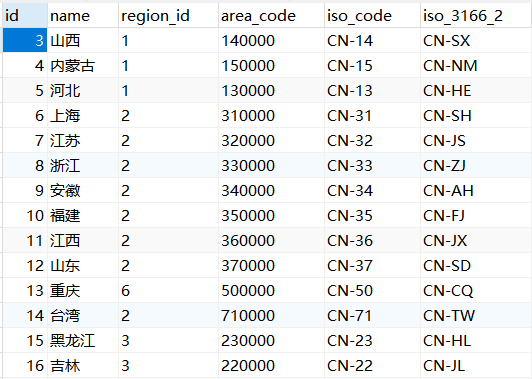 id name region_id area_code iso_code iso_3166_2
3 山西 1 140000 CN-14 CN-SX
4 内蒙古 1 150000 CN-15 CN-NM
5 河北 1 130000 CN-13 CN-HE
6 上海 2 310000 CN-31 CN-SH
7 江苏 2 320000 CN-32 CN-JS
8 浙江 2 330000 CN-33 CN-ZJ
9 安徽 2 340000 CN-34 CN-AH
10 福建 2 350000 CN-35 CN-FJ
11 江西 2 360000 CN-36 CN-JX
12 山东 2 370000 CN-37 CN-SD
13 重庆 6 500000 CN-50 CN-CQ
14 台湾 2 710000 CN-71 CN-TW
15 黑龙江 3 230000 CN-23 CN-HL
16 吉林 3 220000 CN-22 CN-JL